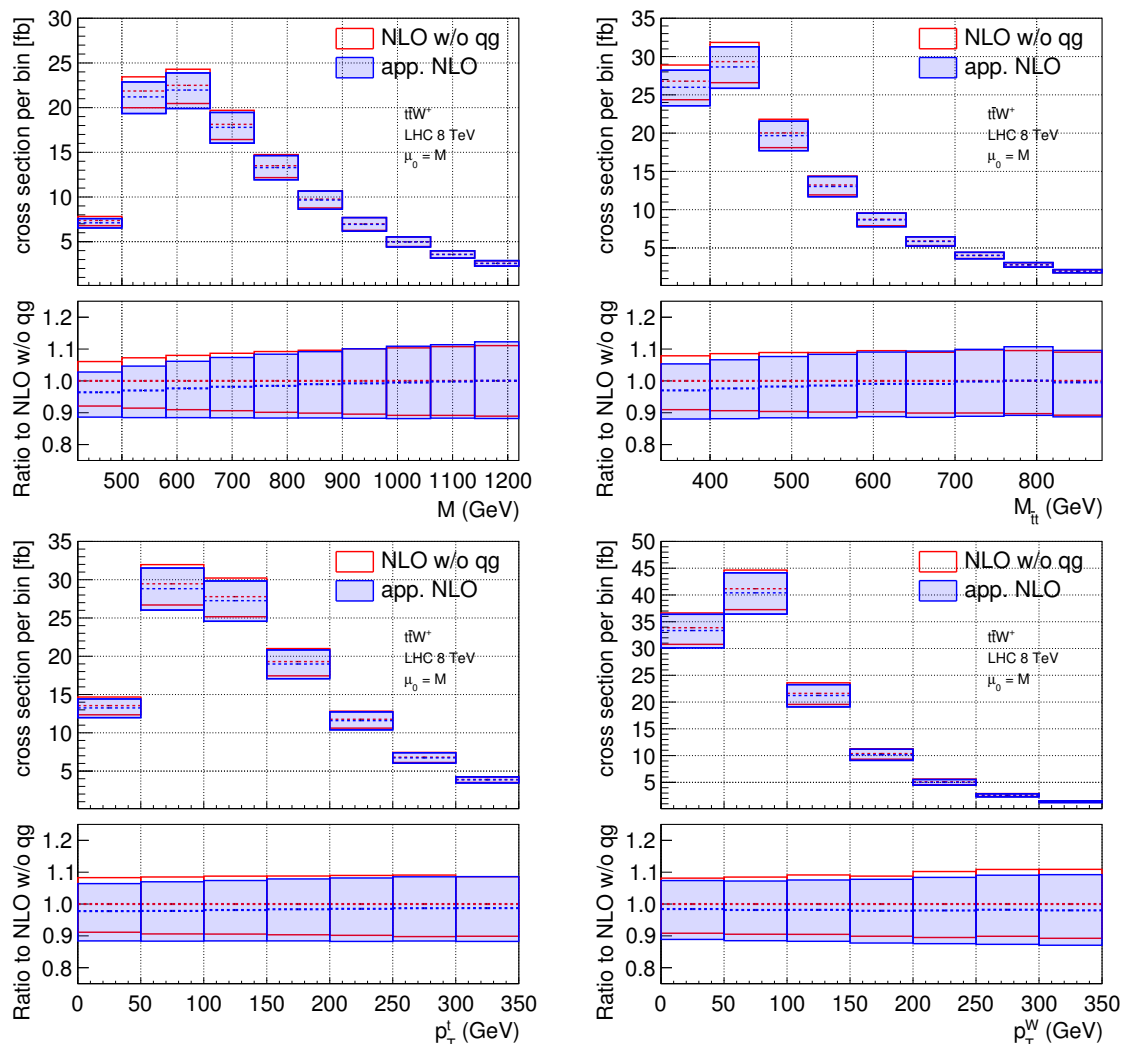 cross section per bin [fb]
30
25
20
15
10
5
NLO w/o qg
app. NLO
tt̄W⁺
LHC 8 TeV
μ₀ = M
Ratio to NLO w/o qg
1.2
1.1
1.0
0.9
0.8
500 600 700 800 900 1000 1100 1200
M (GeV)
cross section per bin [fb]
35
30
25
20
15
10
5
NLO w/o qg
app. NLO
tt̄W⁺
LHC 8 TeV
μ₀ = M
Ratio to NLO w/o qg
1.2
1.1
1.0
0.9
0.8
400 500 600 700 800
M_tt̄ (GeV)
cross section per bin [fb]
35
30
25
20
15
10
5
NLO w/o qg
app. NLO
tt̄W⁺
LHC 8 TeV
μ₀ = M
Ratio to NLO w/o qg
1.2
1.1
1.0
0.9
0.8
0 50 100 150 200 250 300 350
p_T^t (GeV)
cross section per bin [fb]
50
45
40
35
30
25
20
15
10
5
NLO w/o qg
app. NLO
tt̄W⁺
LHC 8 TeV
μ₀ = M
Ratio to NLO w/o qg
1.2
1.1
1.0
0.9
0.8
0 50 100 150 200 250 300 350
p_T^W (GeV)